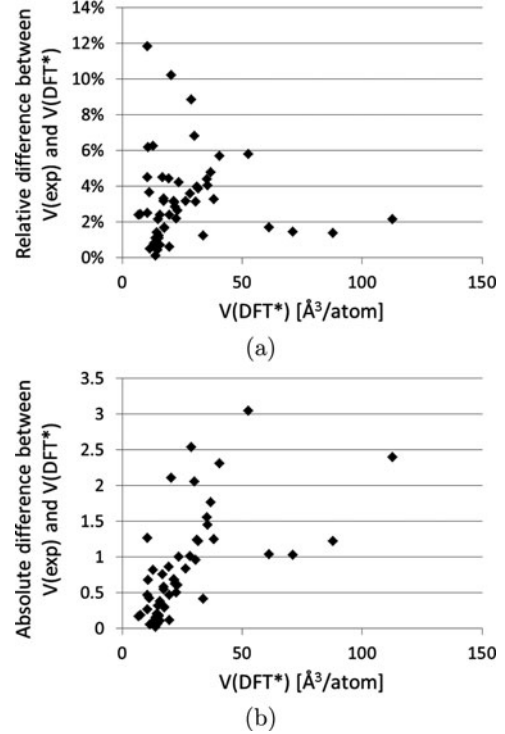 Relative difference between
V(exp) and V(DFT*)
14%
12%
10%
8%
6%
4%
2%
0%
0 50 100 150
V(DFT*) [Å³/atom]
(a)
Absolute difference between
V(exp) and V(DFT*)
3.5
3
2.5
2
1.5
1
0.5
0
0 50 100 150
V(DFT*) [Å³/atom]
(b)